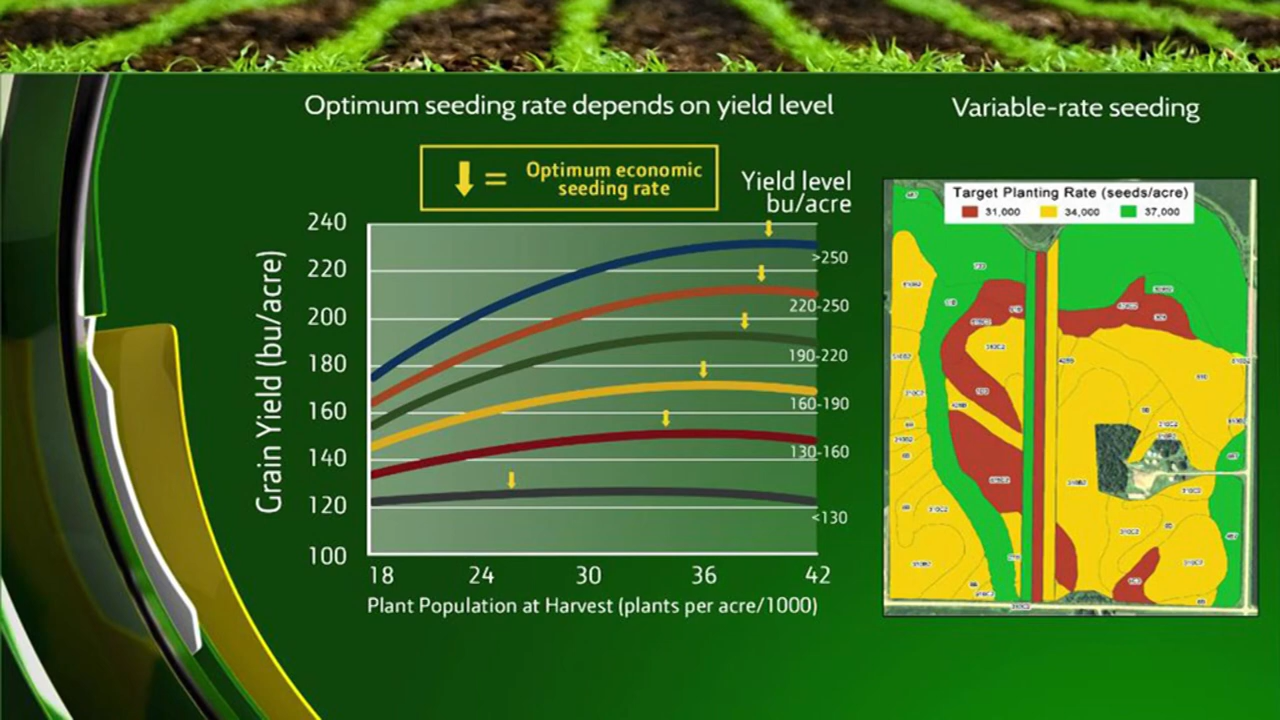 Optimum seeding rate depends on yield level
Variable-rate seeding
= Optimum economic
seeding rate
Yield level
bu/acre
Grain Yield (bu/acre)
240
220
200
180
160
140
120
100
>250
220-250
190-220
160-190
130-160
<130
18 24 30 36 42
Plant Population at Harvest (plants per acre/1000)
Target Planting Rate (seeds/acre)
31,000 34,000 37,000